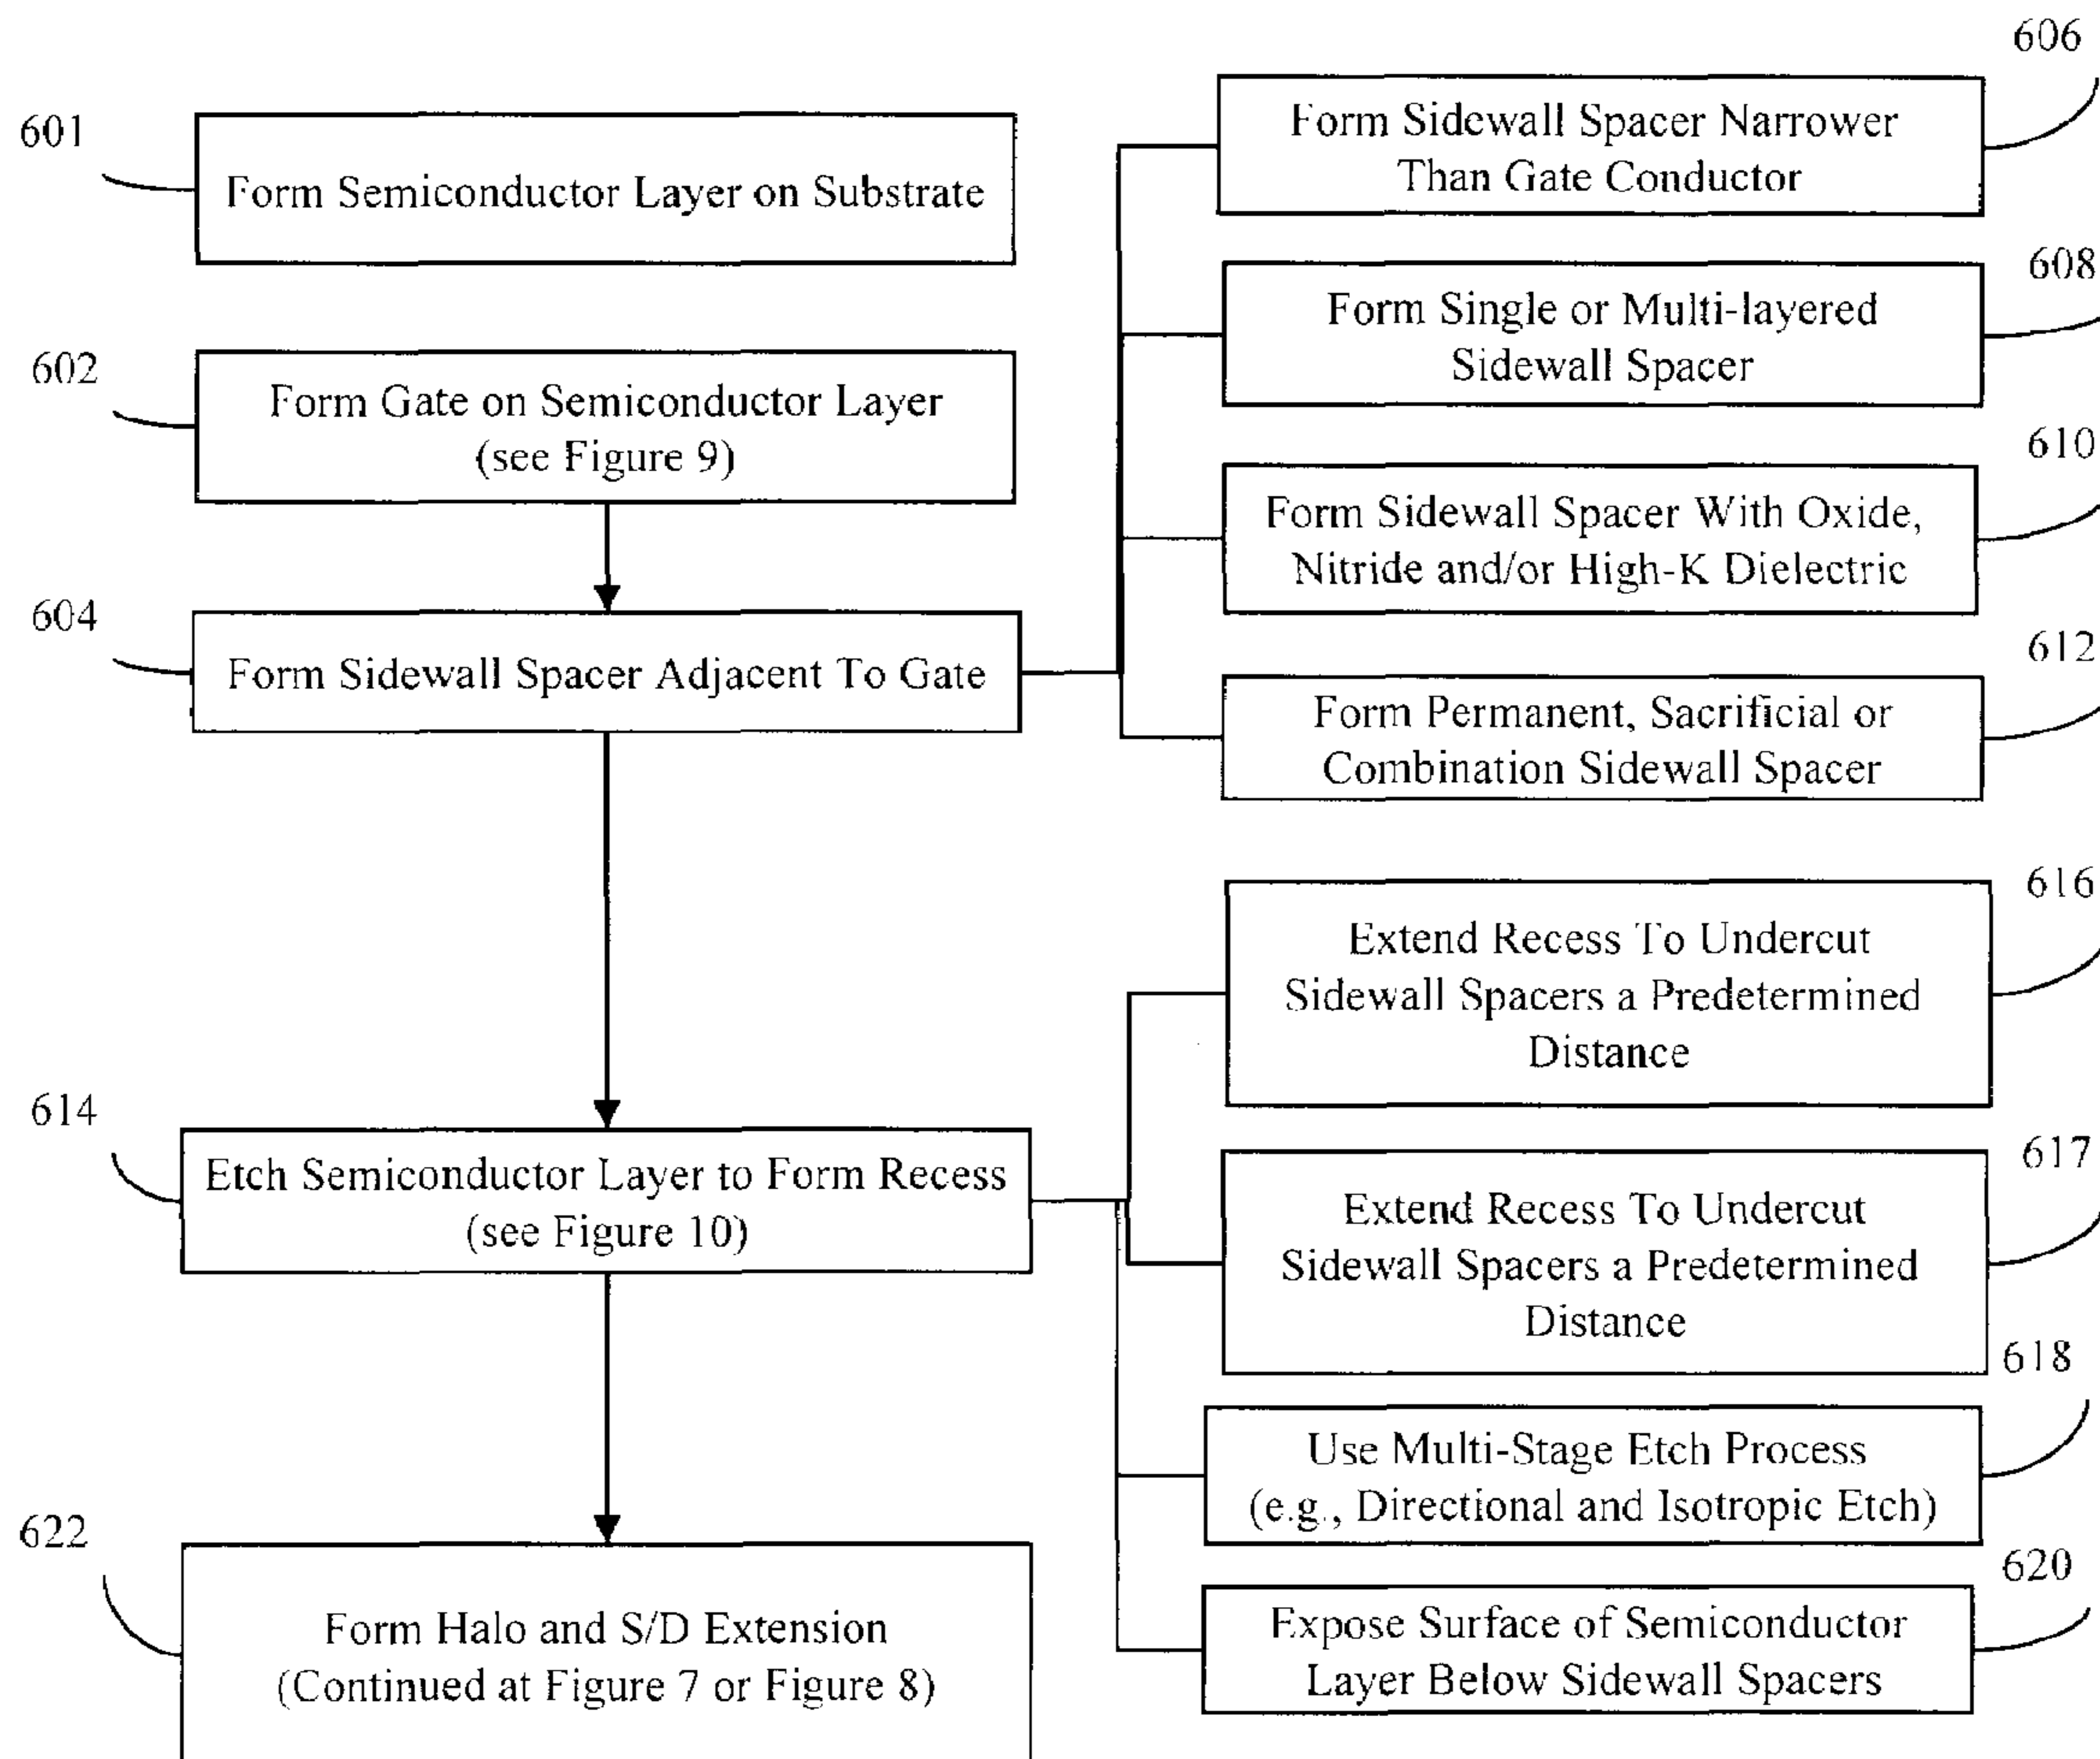 601
Form Semiconductor Layer on Substrate
602
Form Gate on Semiconductor Layer
(see Figure 9)
604
Form Sidewall Spacer Adjacent To Gate
606
Form Sidewall Spacer Narrower
Than Gate Conductor
608
Form Single or Multi-layered
Sidewall Spacer
610
Form Sidewall Spacer With Oxide,
Nitride and/or High-K Dielectric
612
Form Permanent, Sacrificial or
Combination Sidewall Spacer
614
Etch Semiconductor Layer to Form Recess
(see Figure 10)
616
Extend Recess To Undercut
Sidewall Spacers a Predetermined
Distance
617
Extend Recess To Undercut
Sidewall Spacers a Predetermined
Distance
618
Use Multi-Stage Etch Process
(e.g., Directional and Isotropic Etch)
620
Expose Surface of Semiconductor
Layer Below Sidewall Spacers
622
Form Halo and S/D Extension
(Continued at Figure 7 or Figure 8)